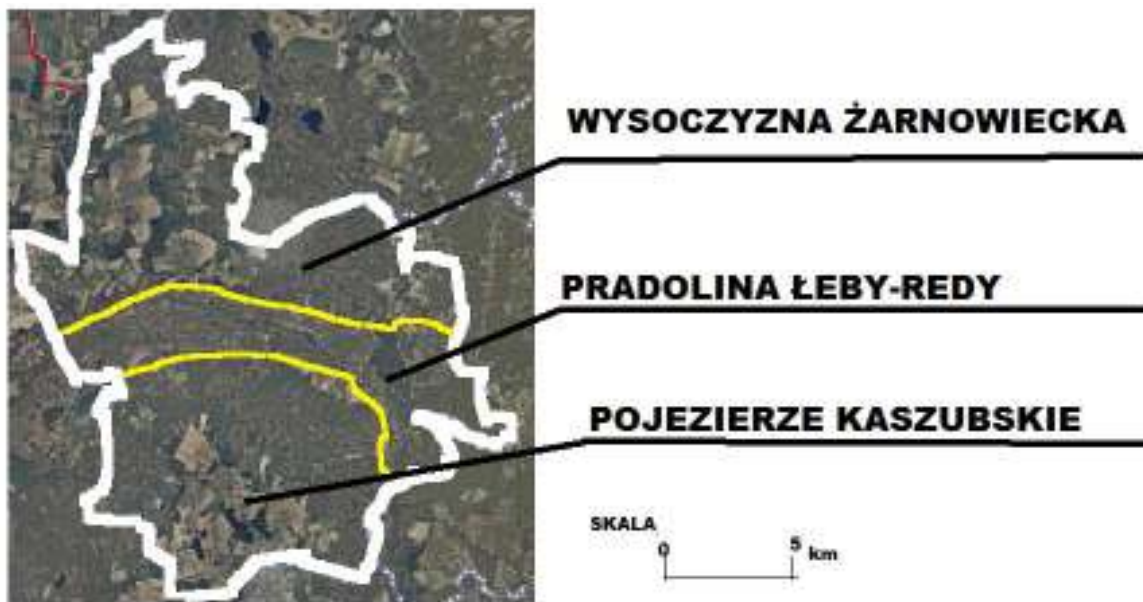 WYSOCZYZNA ŻARNOWIECKA
PRADOLINA ŁEBY-REDY
POJEZIERZE KASZUBSKIE
SKALA
0 5 km